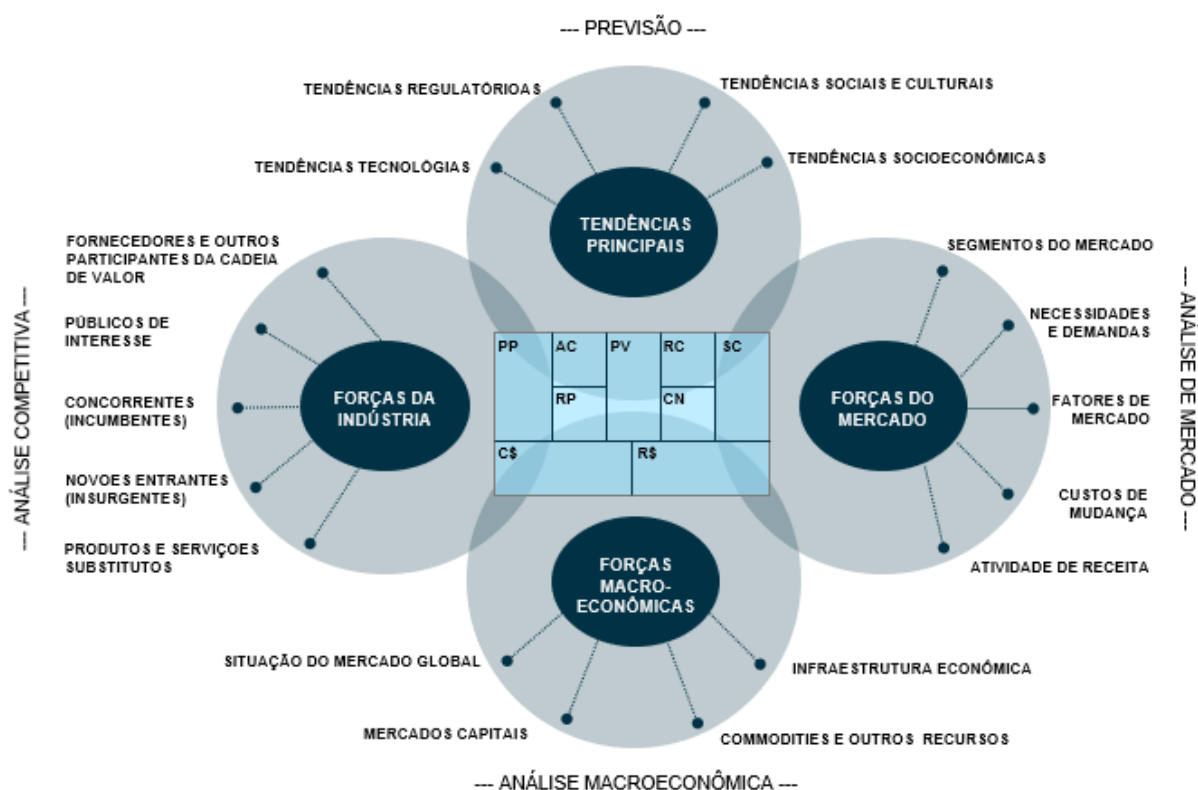 --- PREVISÃO ---
TENDÊNCIAS REGULATÓRIOAS
TENDÊNCIAS SOCIAIS E CULTURAIS
TENDÊNCIAS TECNOLÓGIAS
TENDÊNCIAS SOCIOECONÔMICAS
TENDÊNCIAS
PRINCIPAIS
--- ANÁLISE COMPETITIVA ---
FORNECEDORES E OUTROS
PARTICIPANTES DA CADEIA
DE VALOR
PÚBLICOS DE
INTERESSE
CONCORRENTES
(INCUMBENTES)
NOVOES ENTRANTES
(INSURGENTES)
PRODUTOS E SERVIÇOES
SUBSTITUTOS
FORÇAS DA
INDÚSTRIA
PP
AC
PV
RC
SC
RP
CN
C$
R$
FORÇAS DO
MERCADO
SEGMENTOS DO MERCADO
NECESSIDADES
E DEMANDAS
FATORES DE
MERCADO
CUSTOS DE
MUDANÇA
ATIVIDADE DE RECEITA
--- ANÁLISE DE MERCADO ---
FORÇAS
MACRO-
ECONÔMICAS
SITUAÇÃO DO MERCADO GLOBAL
INFRAESTRUTURA ECONÔMICA
MERCADOS CAPITAIS
COMMODITIES E OUTROS RECURSOS
--- ANÁLISE MACROECONÔMICA ---